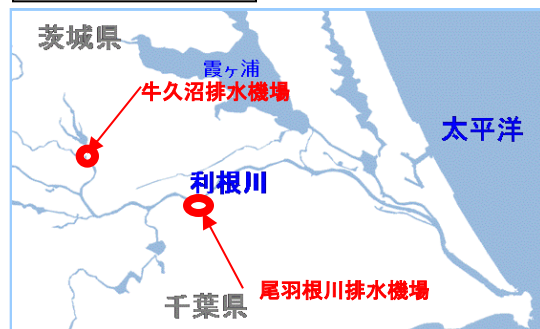 茨城県
霞ヶ浦
牛久沼排水機場
太平洋
利根川
尾羽根川排水機場
千葉県